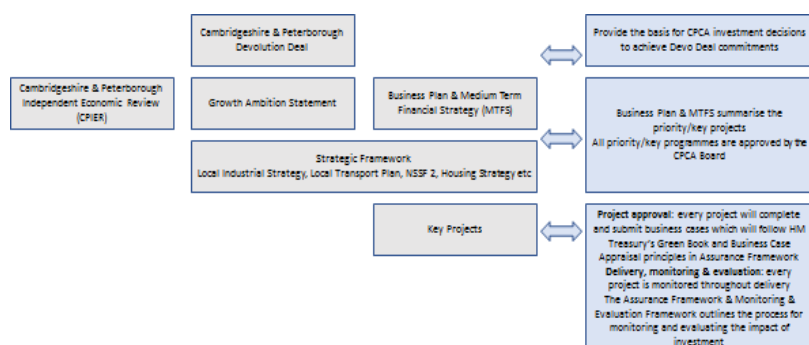 Cambridgeshire & Peterborough
Devolution Deal
Provide the basis for CPCA investment decisions
to achieve Devo Deal commitments
Cambridgeshire & Peterborough
Independent Economic Review
(CPIER)
Growth Ambition Statement
Business Plan & Medium Term
Financial Strategy (MTFS)
Business Plan & MTFS summarise the
priority/key projects
All priority/key programmes are approved by the
CPCA Board
Strategic Framework
Local Industrial Strategy, Local Transport Plan, NSSF 2, Housing Strategy etc
Key Projects
Project approval: every project will complete
and submit business cases which will follow HM
Treasury's Green Book and Business Case
Appraisal principles in Assurance Framework
Delivery, monitoring & evaluation: every
project is monitored throughout delivery
The Assurance Framework & Monitoring &
Evaluation Framework outlines the process for
monitoring and evaluating the impact of
investment